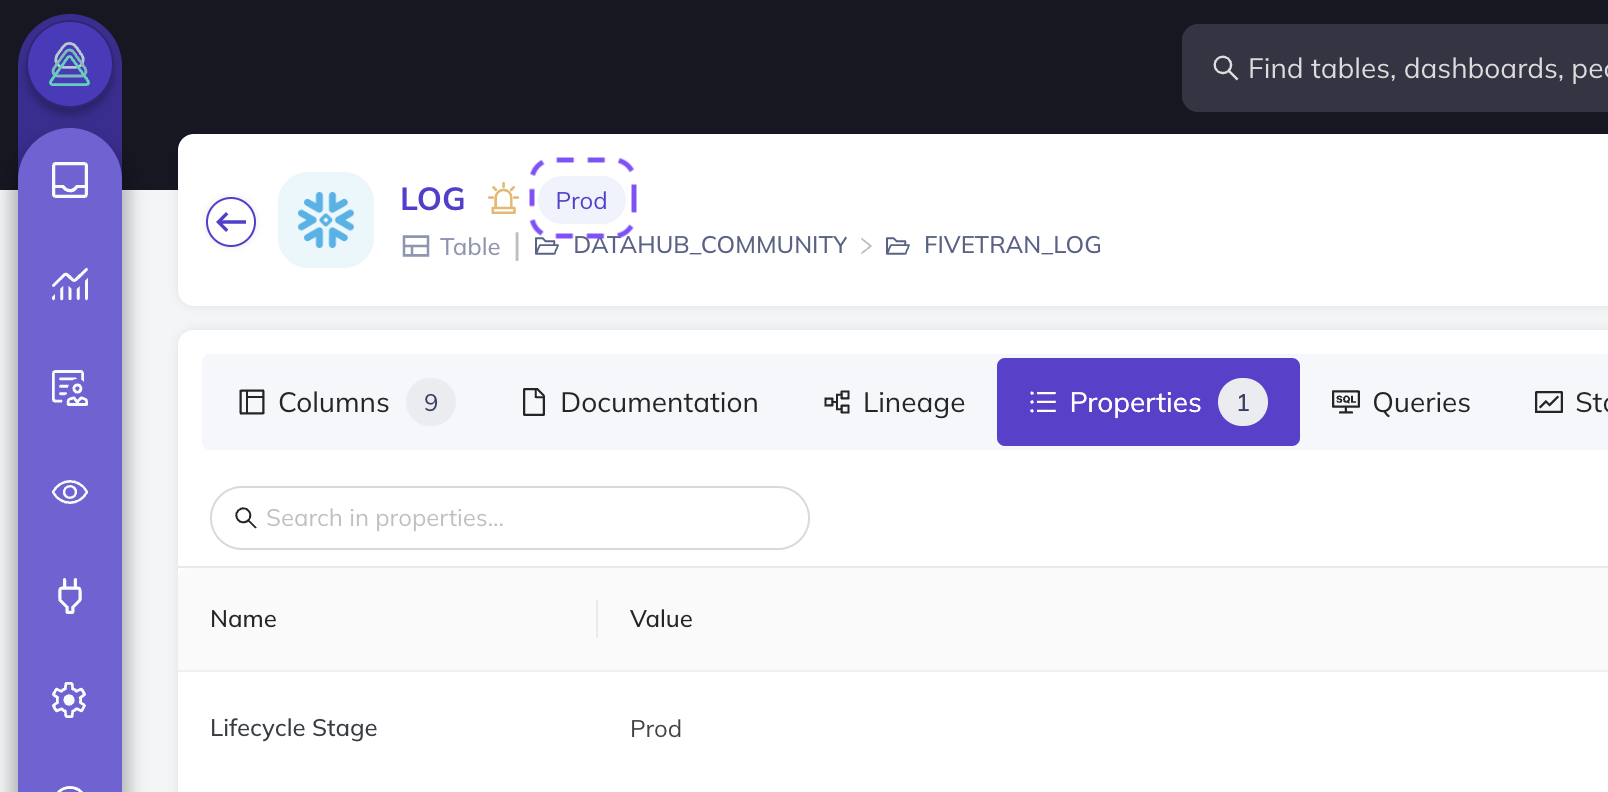 Find tables, dashboards, pe
LOG Prod
Table | DATAHUB_COMMUNITY > FIVETRAN_LOG
Columns 9 Documentation Lineage Properties 1 SQL Queries St
Search in properties...
Name Value
Lifecycle Stage Prod